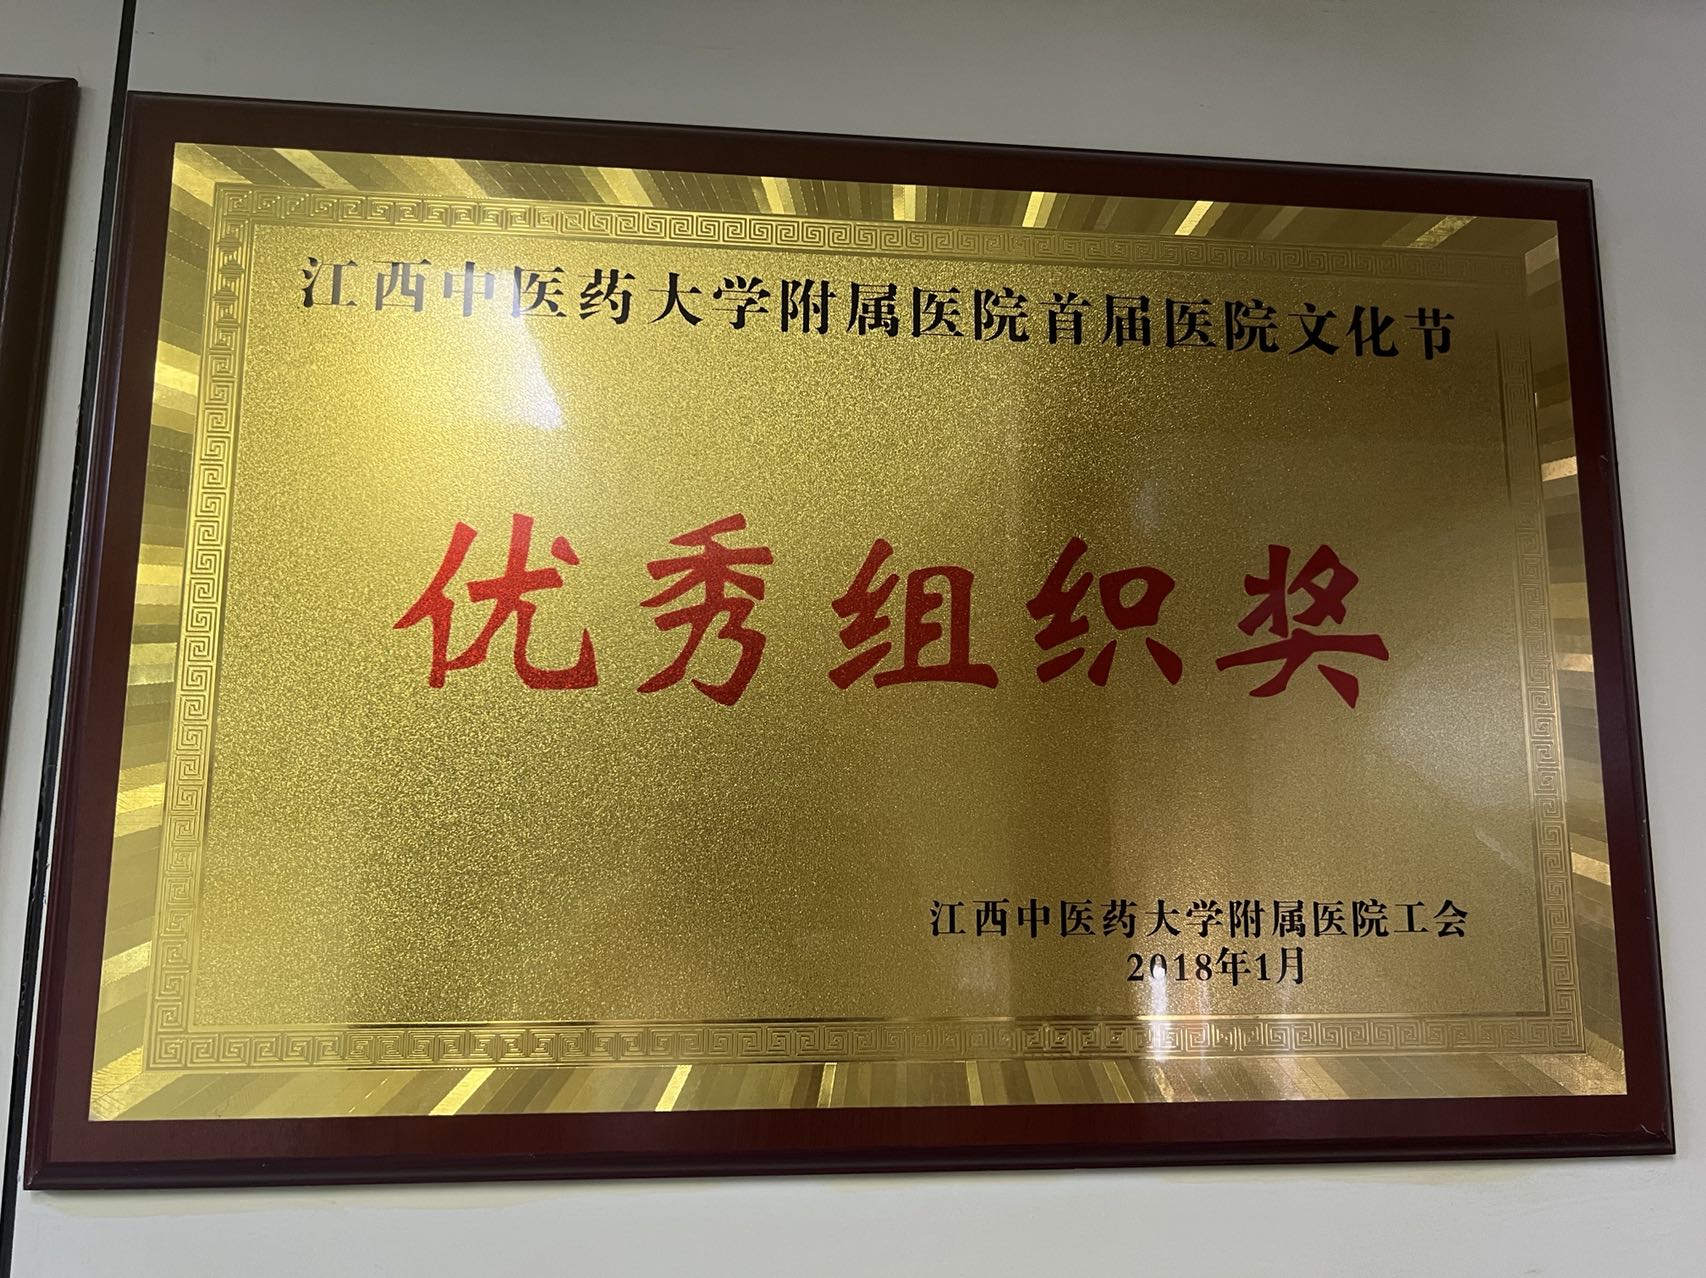 江西中医药大学附属医院首届医院文化节
优秀组织奖
江西中医药大学附属医院工会
2018年1月